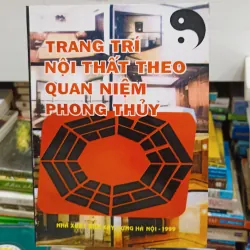 TRANG TRÍ
NỘI THẤT THEO
QUAN NIỆM
PHONG THỦY
NHÀ XUẤT BẢN XÂY DỰNG HÀ NỘI - 1999